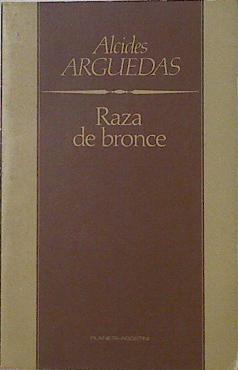 Alcides
ARGUEDAS
Raza
de bronce
PLANETA-AGOSTINI